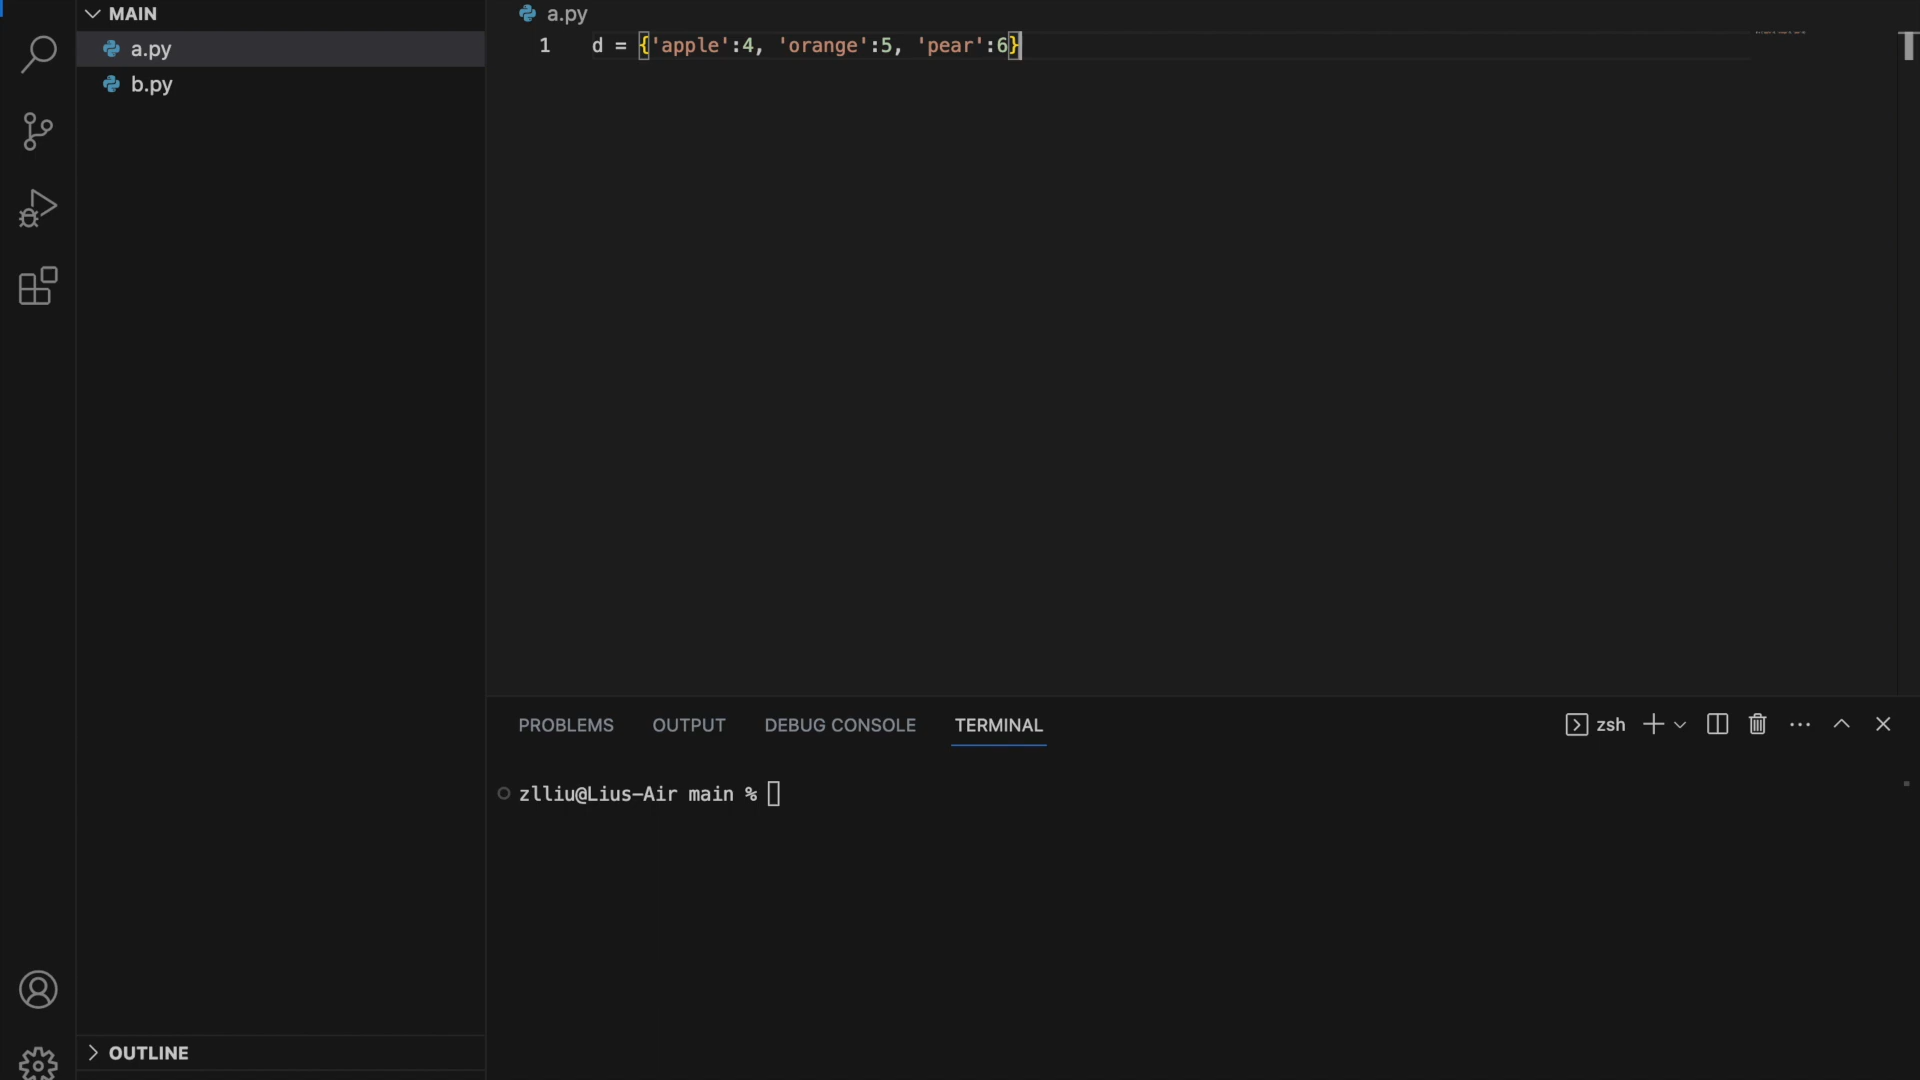 MAIN
a.py
b.py
OUTLINE
a.py
1 d = {'apple':4, 'orange':5, 'pear':6}
PROBLEMS OUTPUT DEBUG CONSOLE TERMINAL
zsh
zlliu@Lius-Air main %